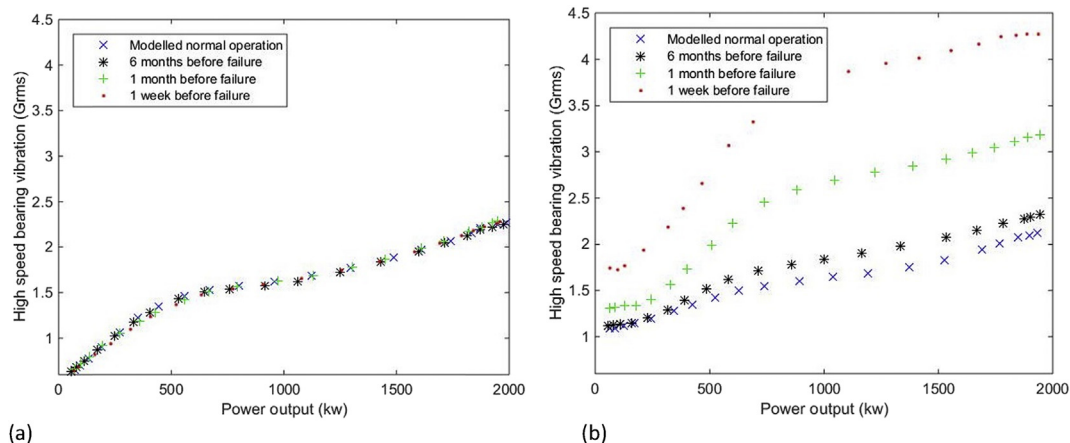 4.5
4
3.5
3
2.5
2
1.5
1
High speed bearing vibration (Grms)
Modelled normal operation
6 months before failure
1 month before failure
1 week before failure
0 500 1000 1500 2000
Power output (kw)
(a)
4.5
4
3.5
3
2.5
2
1.5
1
High speed bearing vibration (Grms)
Modelled normal operation
6 months before failure
1 month before failure
1 week before failure
0 500 1000 1500 2000
Power output (kw)
(b)